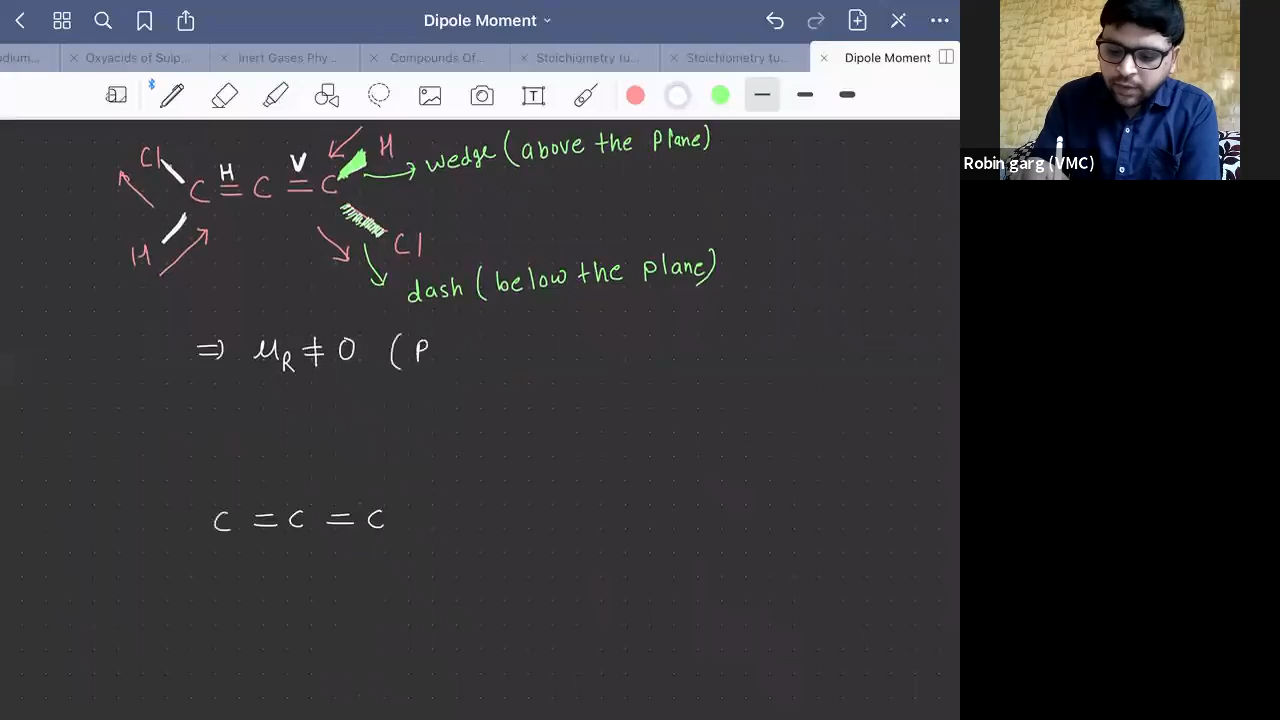 Dipole Moment
odium...
Oxyacids of Sulp...
Inert Gases Phy...
Compounds Of...
Stoichiometry tu...
Stoichiometry tu...
Dipole Moment
T
Robin garg (VMC)
Cl H
H V
C = C = C → wedge (above the plane)
H Cl
dash (below the plane)
⇒ μR ≠ 0 (P
C = C = C